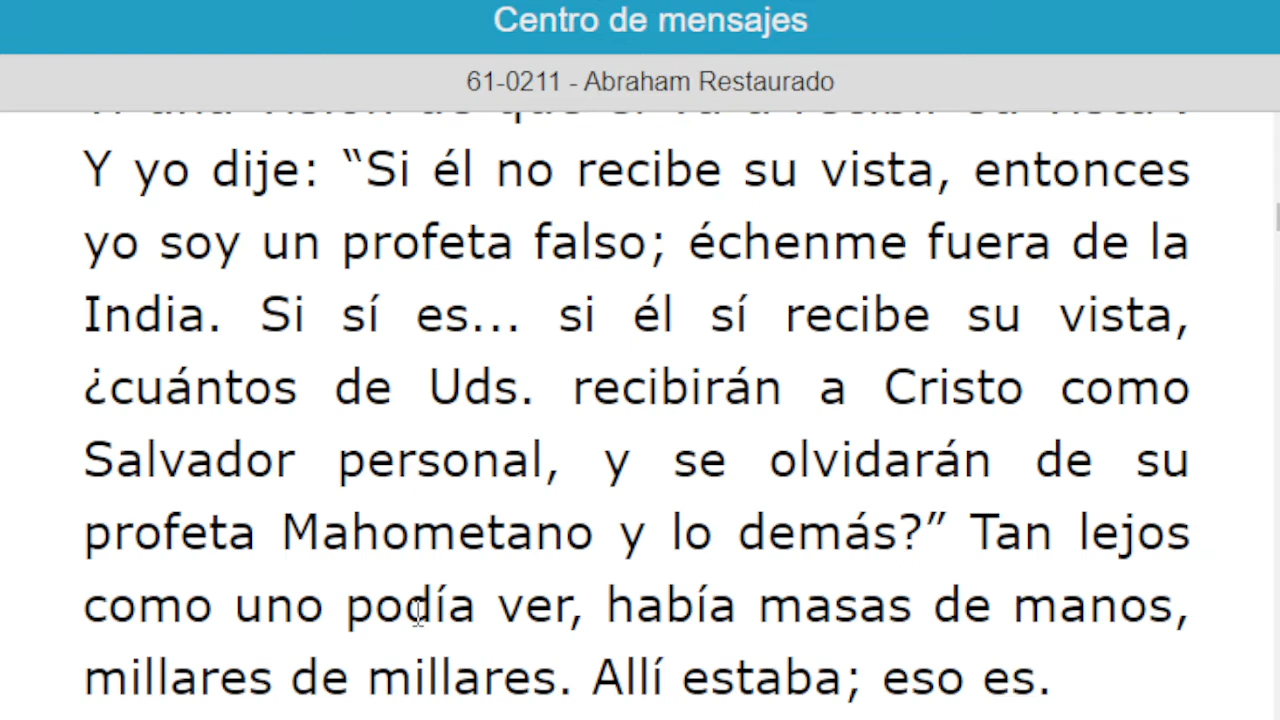 Centro de mensajes
61-0211 - Abraham Restaurado
Y yo dije: “Si él no recibe su vista, entonces
yo soy un profeta falso; échenme fuera de la
India. Si sí es... si él sí recibe su vista,
¿cuántos de Uds. recibirán a Cristo como
Salvador personal, y se olvidarán de su
profeta Mahometano y lo demás?” Tan lejos
como uno podía ver, había masas de manos,
millares de millares. Allí estaba; eso es.